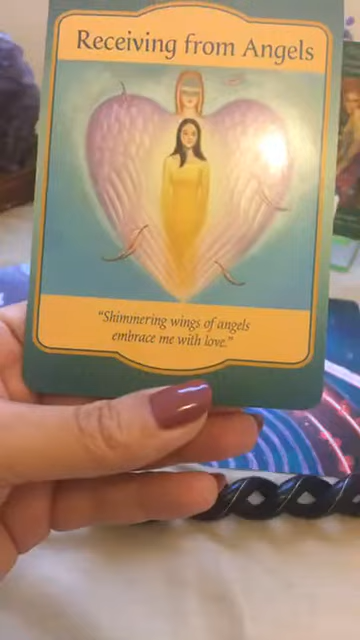 Receiving from Angels
"Shimmering wings of angels
embrace me with love."